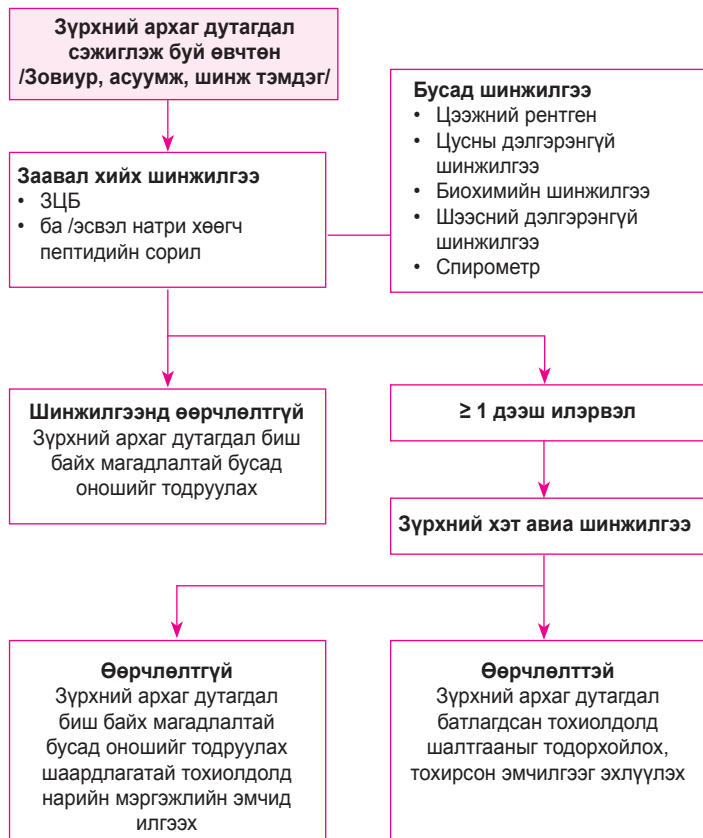 Зүрхний архаг дутагдал
сэжиглэж буй өвчтөн
/Зовиур, асуумж, шинж тэмдэг/
Заавал хийх шинжилгээ
• ЗЦБ
• ба /эсвэл натри хөөгч
пептидийн сорил
Бусад шинжилгээ
• Цээжний рентген
• Цусны дэлгэрэнгүй
шинжилгээ
• Биохимийн шинжилгээ
• Шээсний дэлгэрэнгүй
шинжилгээ
• Спирометр
Шинжилгээнд өөрчлөлтгүй
Зүрхний архаг дутагдал биш
байх магадлалтай бусад
оношийг тодруулах
≥ 1 дээш илэрвэл
Зүрхний хэт авиа шинжилгээ
Өөрчлөлтгүй
Зүрхний архаг дутагдал
биш байх магадлалтай
бусад оношийг тодруулах
шаардлагатай тохиолдолд
нарийн мэргэжлийн эмчид
илгээх
Өөрчлөлттэй
Зүрхний архаг дутагдал
батлагдсан тохиолдолд
шалтгааныг тодорхойлох,
тохирсон эмчилгээг эхлүүлэх